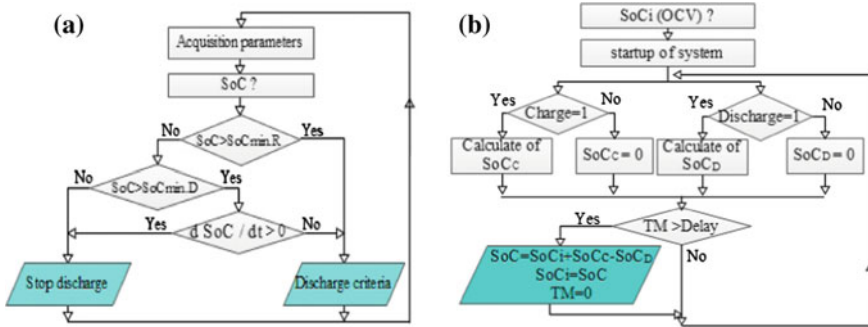 (a)
Acquisition parameters
SoC ?
No
SoC>SoCmin.R
Yes
No
SoC>SoCmin.D
Yes
Yes
d SoC / dt > 0
No
Stop discharge
Discharge criteria
(b)
SoCi (OCV) ?
startup of system
Yes
Charge=1
No
Yes
Discharge=1
No
Calculate of
SoCC
SoCC = 0
Calculate of
SoCD
SoCD = 0
Yes
TM >Delay
No
SoC=SoCi+SoCc-SoCD
SoCi=SoC
TM=0